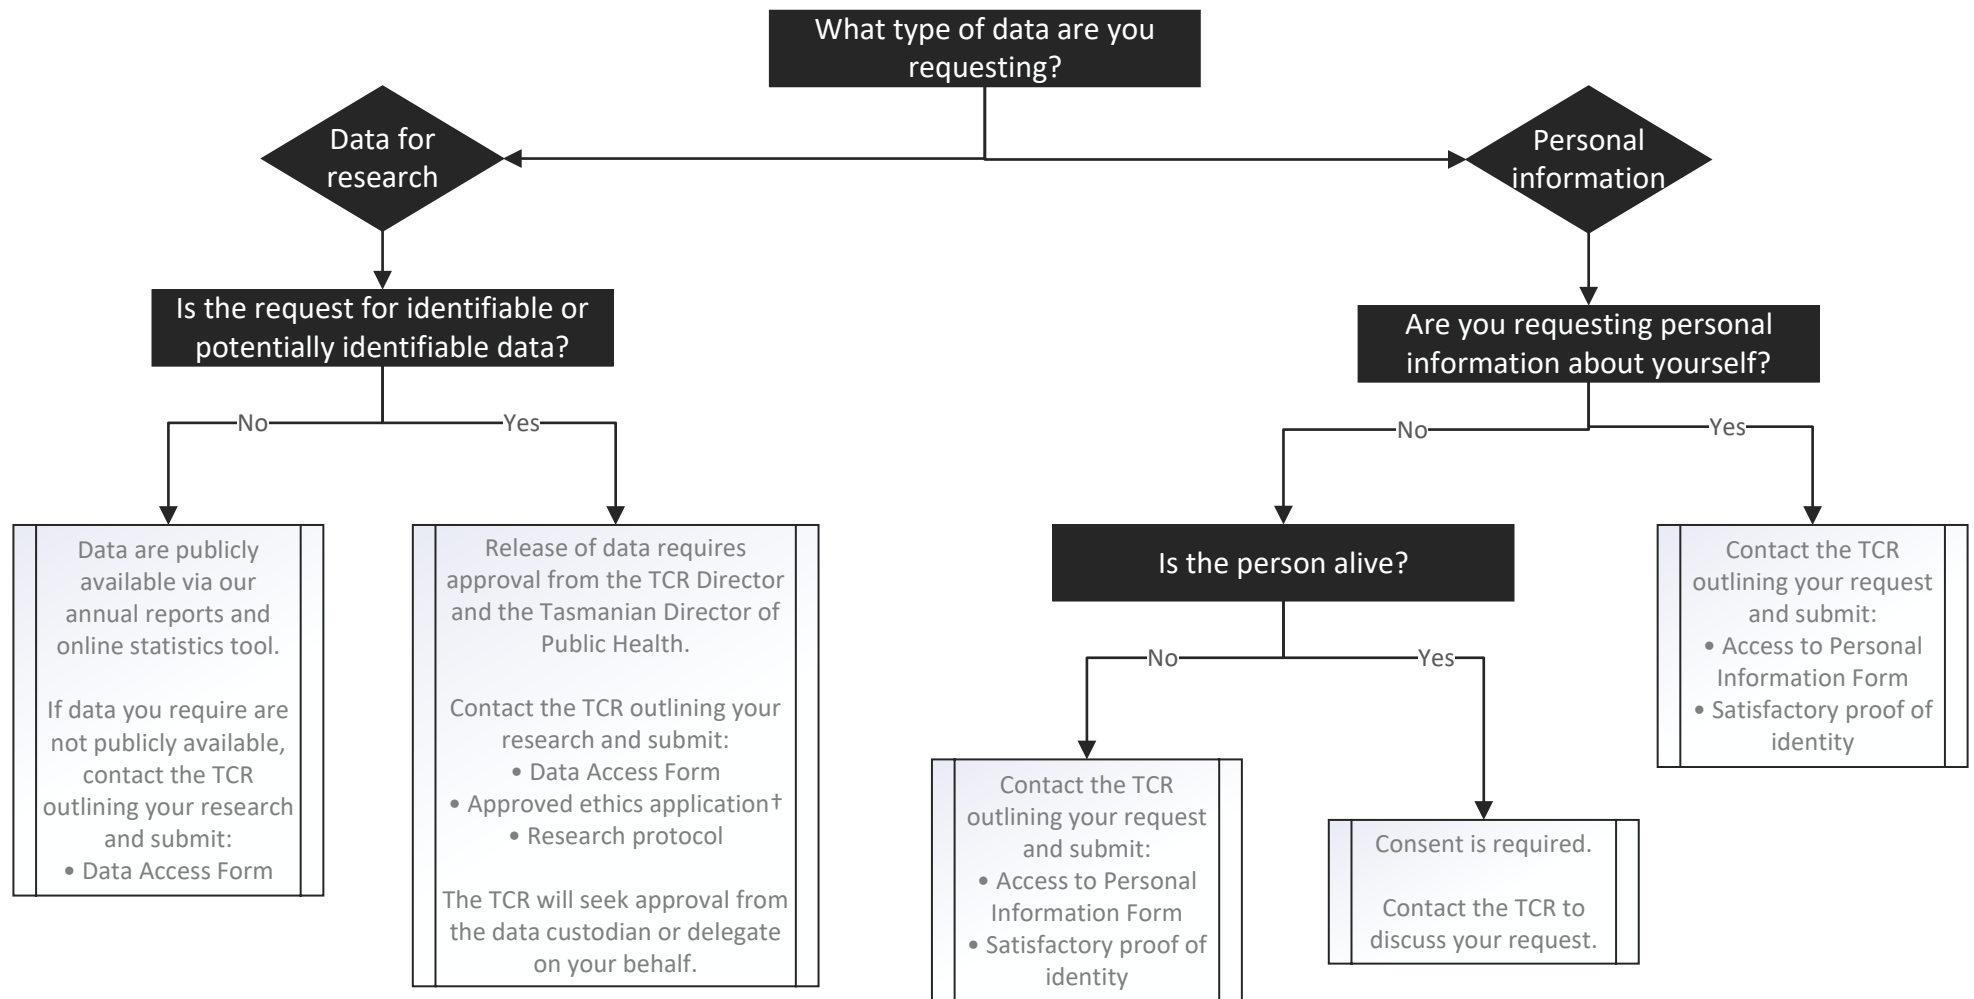 What type of data are you
requesting?
Data for
research
Personal
information
Is the request for identifiable or
potentially identifiable data?
Are you requesting personal
information about yourself?
No
Yes
No
Yes
Data are publicly
available via our
annual reports and
online statistics tool.
If data you require are
not publicly available,
contact the TCR
outlining your research
and submit:
• Data Access Form
Release of data requires
approval from the TCR Director
and the Tasmanian Director of
Public Health.
Contact the TCR outlining your
research and submit:
• Data Access Form
• Approved ethics application†
• Research protocol
The TCR will seek approval from
the data custodian or delegate
on your behalf.
Is the person alive?
Contact the TCR
outlining your request
and submit:
• Access to Personal
Information Form
• Satisfactory proof of
identity
No
Yes
Contact the TCR
outlining your request
and submit:
• Access to Personal
Information Form
• Satisfactory proof of
identity
Consent is required.
Contact the TCR to
discuss your request.